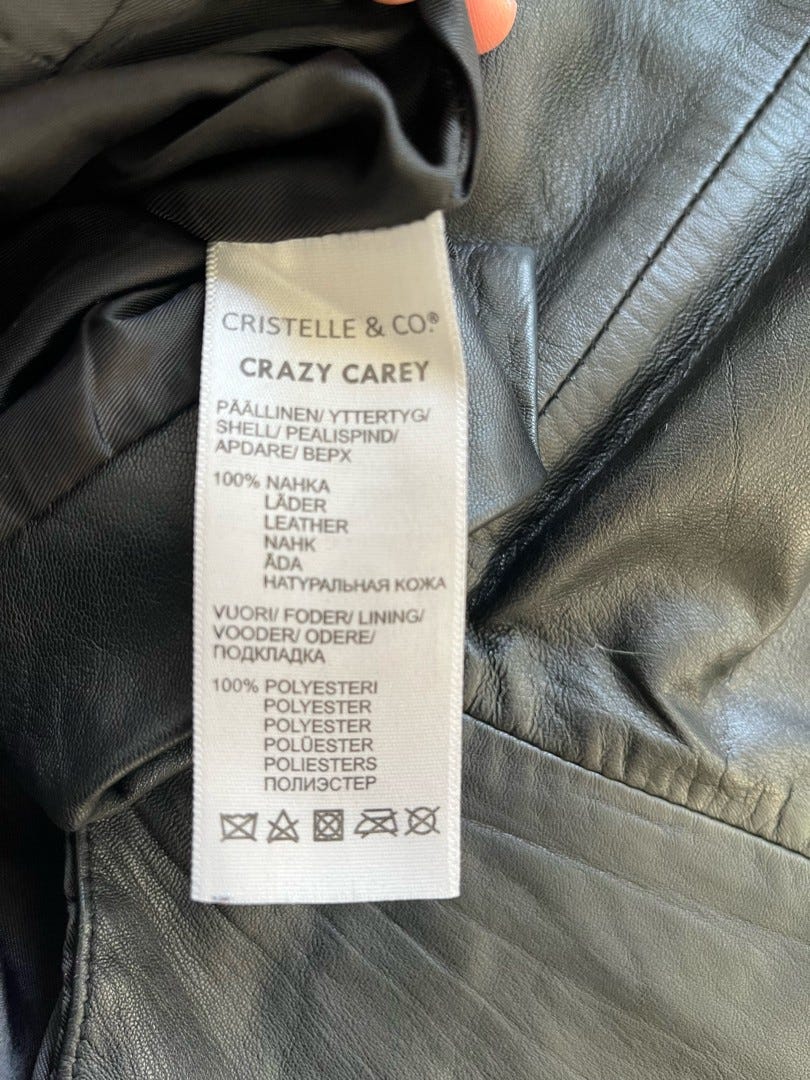 CRISTELLE & CO.®
CRAZY CAREY
PÄÄLLINEN/ YTTERTYG/
SHELL/ PEALISPIND/
APDARE/ ВЕРХ
100% NAHKA
LÄDER
LEATHER
NAHK
ĀDA
НАТУРАЛЬНАЯ КОЖА
VUORI/ FODER/ LINING/
VOODER/ ODERE/
ПОДКЛАДКА
100% POLYESTERI
POLYESTER
POLYESTER
POLÜESTER
POLIESTERS
ПОЛИЭСТЕР